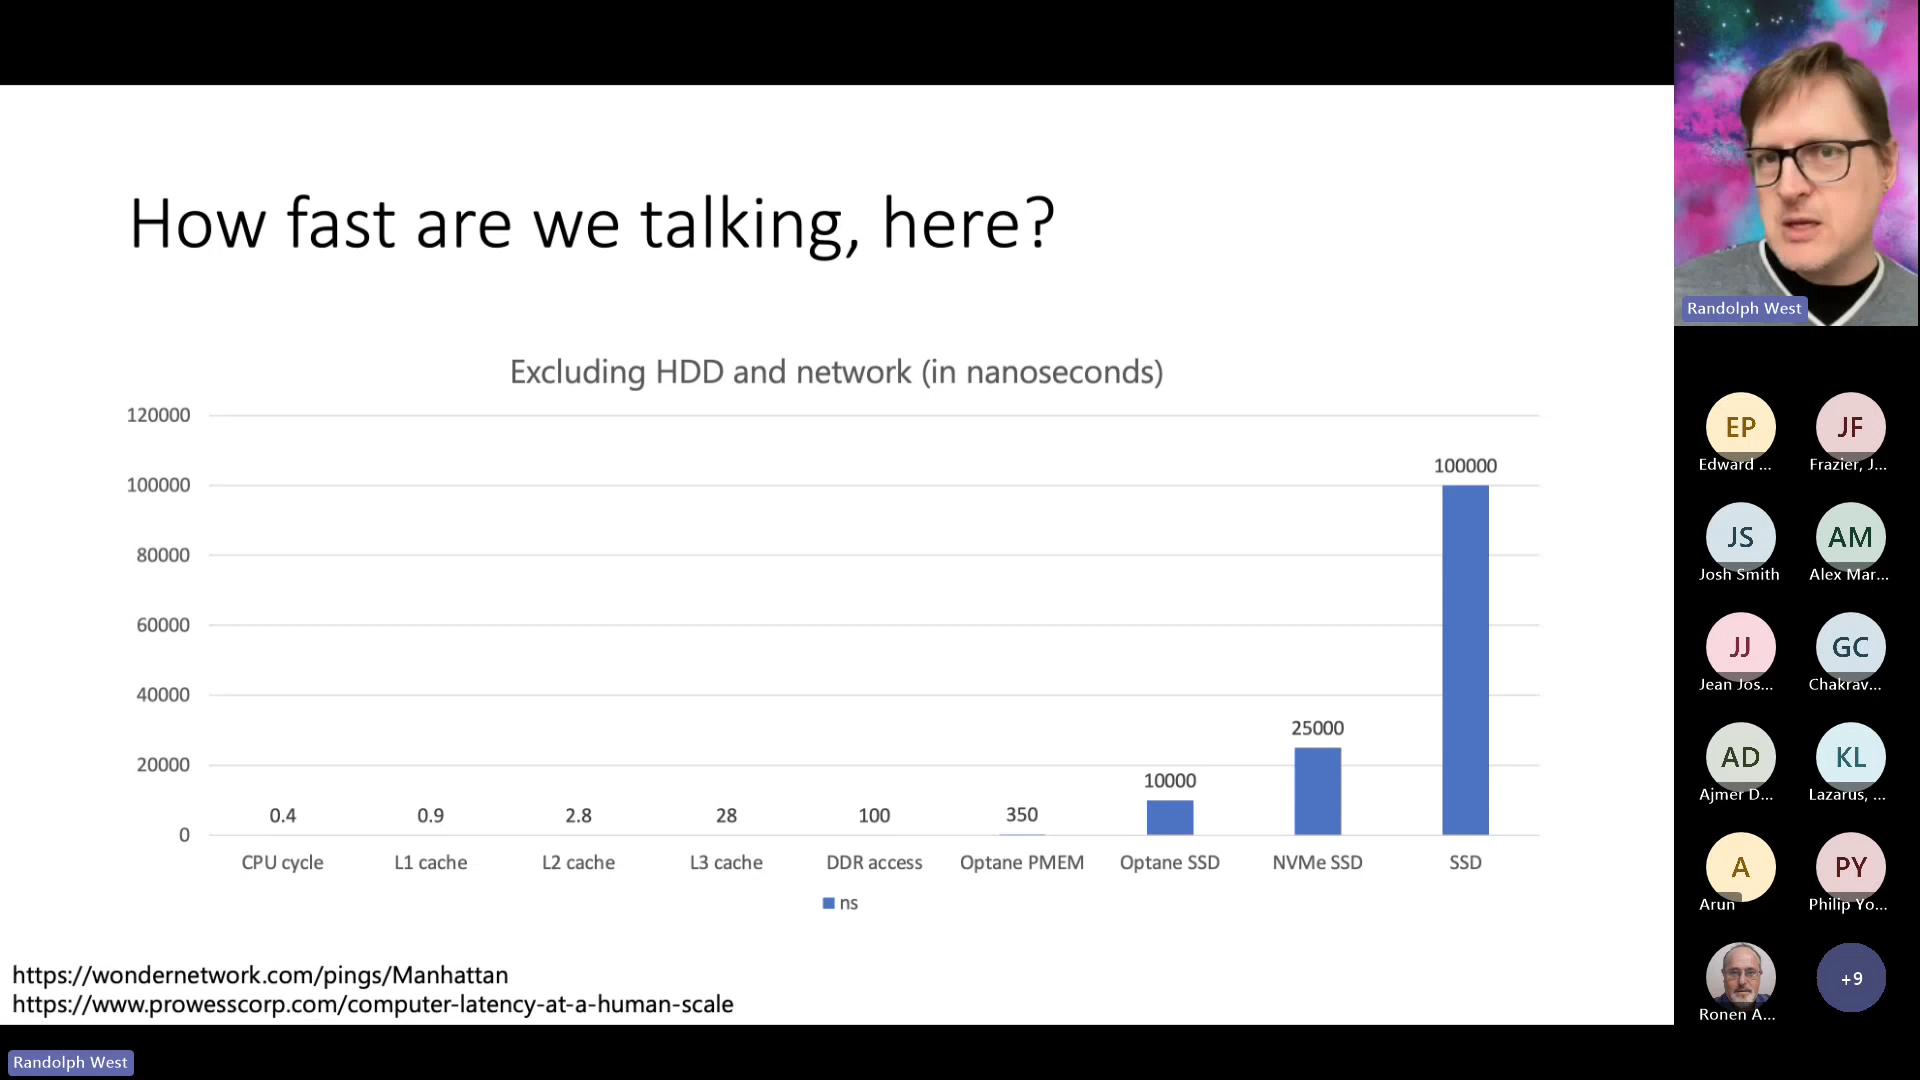 How fast are we talking, here?
Excluding HDD and network (in nanoseconds)
120000
100000
80000
60000
40000
20000
0
0.4
0.9
2.8
28
100
350
10000
25000
100000
CPU cycle
L1 cache
L2 cache
L3 cache
DDR access
Optane PMEM
Optane SSD
NVMe SSD
SSD
ns
https://wondernetwork.com/pings/Manhattan
https://www.prowesscorp.com/computer-latency-at-a-human-scale
Randolph West
Randolph West
EP
Edward ...
JF
Frazier, J...
JS
Josh Smith
AM
Alex Mar...
JJ
Jean Jos...
GC
Chakrav...
AD
Ajmer D...
KL
Lazarus, ...
A
Arun
PY
Philip Yo...
Ronen A...
+9